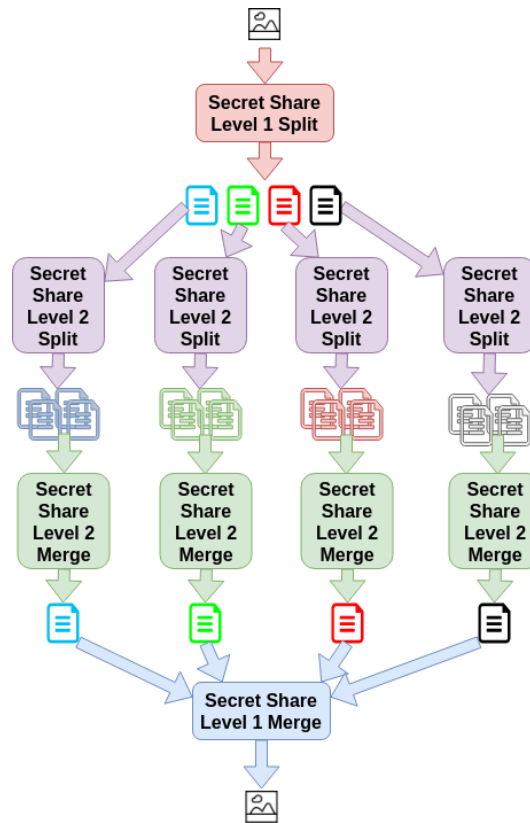 Secret Share
Level 1 Split
Secret
Share
Level 2
Split
Secret
Share
Level 2
Split
Secret
Share
Level 2
Split
Secret
Share
Level 2
Split
Secret
Share
Level 2
Merge
Secret
Share
Level 2
Merge
Secret
Share
Level 2
Merge
Secret
Share
Level 2
Merge
Secret Share
Level 1 Merge